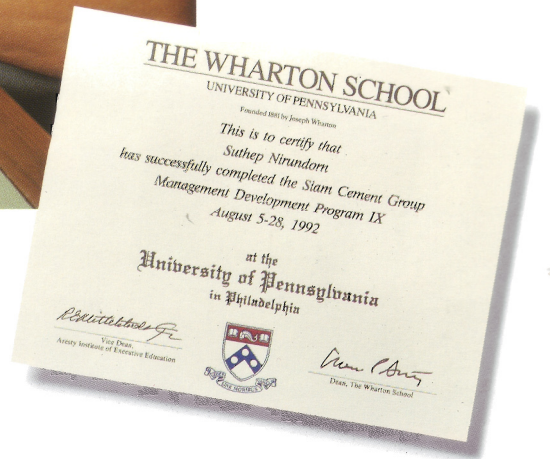 THE WHARTON SCHOOL
UNIVERSITY OF PENNSYLVANIA
Founded 1881 by Joseph Wharton
This is to certify that
Suthep Nirundorn
has successfully completed the Siam Cement Group
Management Development Program IX
August 5-28, 1992
at the
University of Pennsylvania
in Philadelphia
Vice Dean,
Aresty Institute of Executive Education
Dean, The Wharton School